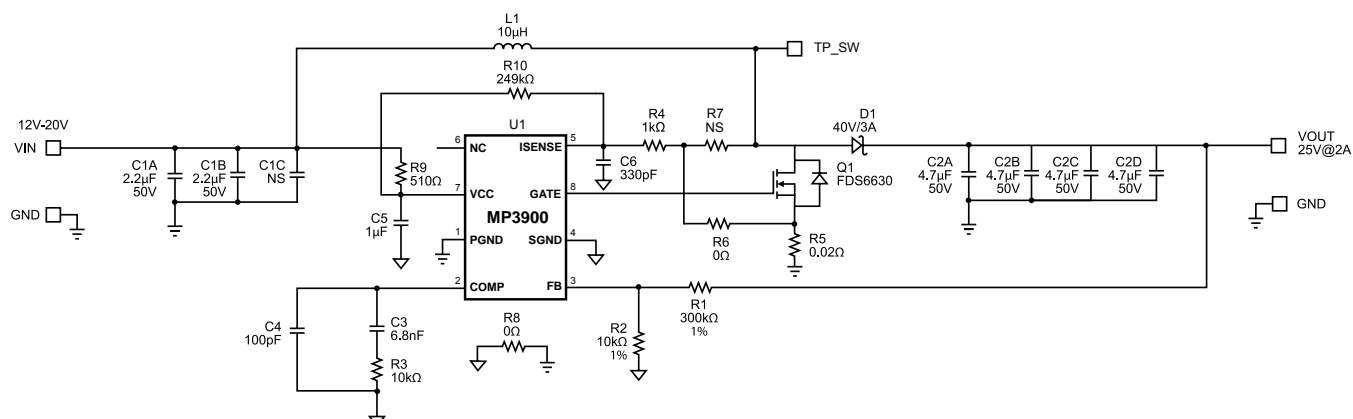 L1
10µH
TP_SW
R10
249kΩ
12V-20V
VIN
C1A
2.2µF
50V
C1B
2.2µF
50V
C1C
NS
GND
R9
510Ω
C5
1µF
U1
MP3900
6
NC
7
VCC
1
PGND
2
COMP
5
ISENSE
8
GATE
4
SGND
3
FB
C6
330pF
R4
1kΩ
R7
NS
D1
40V/3A
Q1
FDS6630
R6
0Ω
R5
0.02Ω
C2A
4.7µF
50V
C2B
4.7µF
50V
C2C
4.7µF
50V
C2D
4.7µF
50V
VOUT
25V@2A
GND
C4
100pF
C3
6.8nF
R3
10kΩ
R8
0Ω
R2
10kΩ
1%
R1
300kΩ
1%